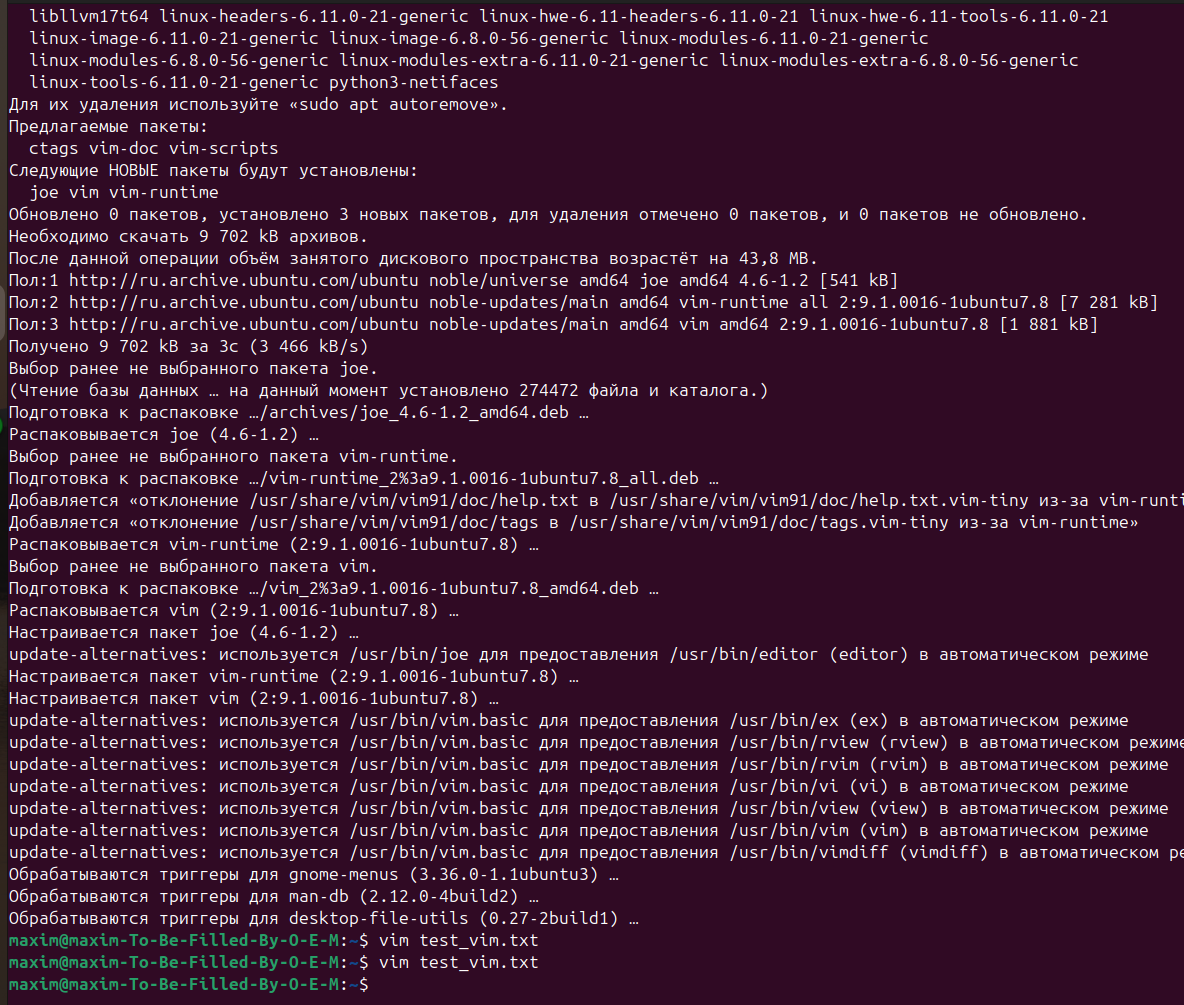 libllvm17t64 linux-headers-6.11.0-21-generic linux-hwe-6.11-headers-6.11.0-21 linux-hwe-6.11-tools-6.11.0-21
linux-image-6.11.0-21-generic linux-image-6.8.0-56-generic linux-modules-6.11.0-21-generic
linux-modules-6.8.0-56-generic linux-modules-extra-6.11.0-21-generic linux-modules-extra-6.8.0-56-generic
linux-tools-6.11.0-21-generic python3-netifaces
Для их удаления используйте «sudo apt autoremove».
Предлагаемые пакеты:
ctags vim-doc vim-scripts
Следующие НОВЫЕ пакеты будут установлены:
joe vim vim-runtime
Обновлено 0 пакетов, установлено 3 новых пакетов, для удаления отмечено 0 пакетов, и 0 пакетов не обновлено.
Необходимо скачать 9 702 kB архивов.
После данной операции объём занятого дискового пространства возрастёт на 43,8 MB.
Пол:1 http://ru.archive.ubuntu.com/ubuntu noble/universe amd64 joe amd64 4.6-1.2 [541 kB]
Пол:2 http://ru.archive.ubuntu.com/ubuntu noble-updates/main amd64 vim-runtime all 2:9.1.0016-1ubuntu7.8 [7 281 kB]
Пол:3 http://ru.archive.ubuntu.com/ubuntu noble-updates/main amd64 vim amd64 2:9.1.0016-1ubuntu7.8 [1 881 kB]
Получено 9 702 kB за 3с (3 466 kB/s)
Выбор ранее не выбранного пакета joe.
(Чтение базы данных … на данный момент установлено 274472 файла и каталога.)
Подготовка к распаковке …/archives/joe_4.6-1.2_amd64.deb …
Распаковывается joe (4.6-1.2) …
Выбор ранее не выбранного пакета vim-runtime.
Подготовка к распаковке …/vim-runtime_2%3a9.1.0016-1ubuntu7.8_all.deb …
Добавляется «отклонение /usr/share/vim/vim91/doc/help.txt в /usr/share/vim/vim91/doc/help.txt.vim-tiny из-за vim-runti
Добавляется «отклонение /usr/share/vim/vim91/doc/tags в /usr/share/vim/vim91/doc/tags.vim-tiny из-за vim-runtime»
Распаковывается vim-runtime (2:9.1.0016-1ubuntu7.8) …
Выбор ранее не выбранного пакета vim.
Подготовка к распаковке …/vim_2%3a9.1.0016-1ubuntu7.8_amd64.deb …
Распаковывается vim (2:9.1.0016-1ubuntu7.8) …
Настраивается пакет joe (4.6-1.2) …
update-alternatives: используется /usr/bin/joe для предоставления /usr/bin/editor (editor) в автоматическом режиме
Настраивается пакет vim-runtime (2:9.1.0016-1ubuntu7.8) …
Настраивается пакет vim (2:9.1.0016-1ubuntu7.8) …
update-alternatives: используется /usr/bin/vim.basic для предоставления /usr/bin/ex (ex) в автоматическом режиме
update-alternatives: используется /usr/bin/vim.basic для предоставления /usr/bin/rview (rview) в автоматическом режиме
update-alternatives: используется /usr/bin/vim.basic для предоставления /usr/bin/rvim (rvim) в автоматическом режиме
update-alternatives: используется /usr/bin/vim.basic для предоставления /usr/bin/vi (vi) в автоматическом режиме
update-alternatives: используется /usr/bin/vim.basic для предоставления /usr/bin/view (view) в автоматическом режиме
update-alternatives: используется /usr/bin/vim.basic для предоставления /usr/bin/vim (vim) в автоматическом режиме
update-alternatives: используется /usr/bin/vim.basic для предоставления /usr/bin/vimdiff (vimdiff) в автоматическом ре
Обрабатываются триггеры для gnome-menus (3.36.0-1.1ubuntu3) …
Обрабатываются триггеры для man-db (2.12.0-4build2) …
Обрабатываются триггеры для desktop-file-utils (0.27-2build1) …
maxim@maxim-To-Be-Filled-By-O-E-M:~$ vim test_vim.txt
maxim@maxim-To-Be-Filled-By-O-E-M:~$ vim test_vim.txt
maxim@maxim-To-Be-Filled-By-O-E-M:~$